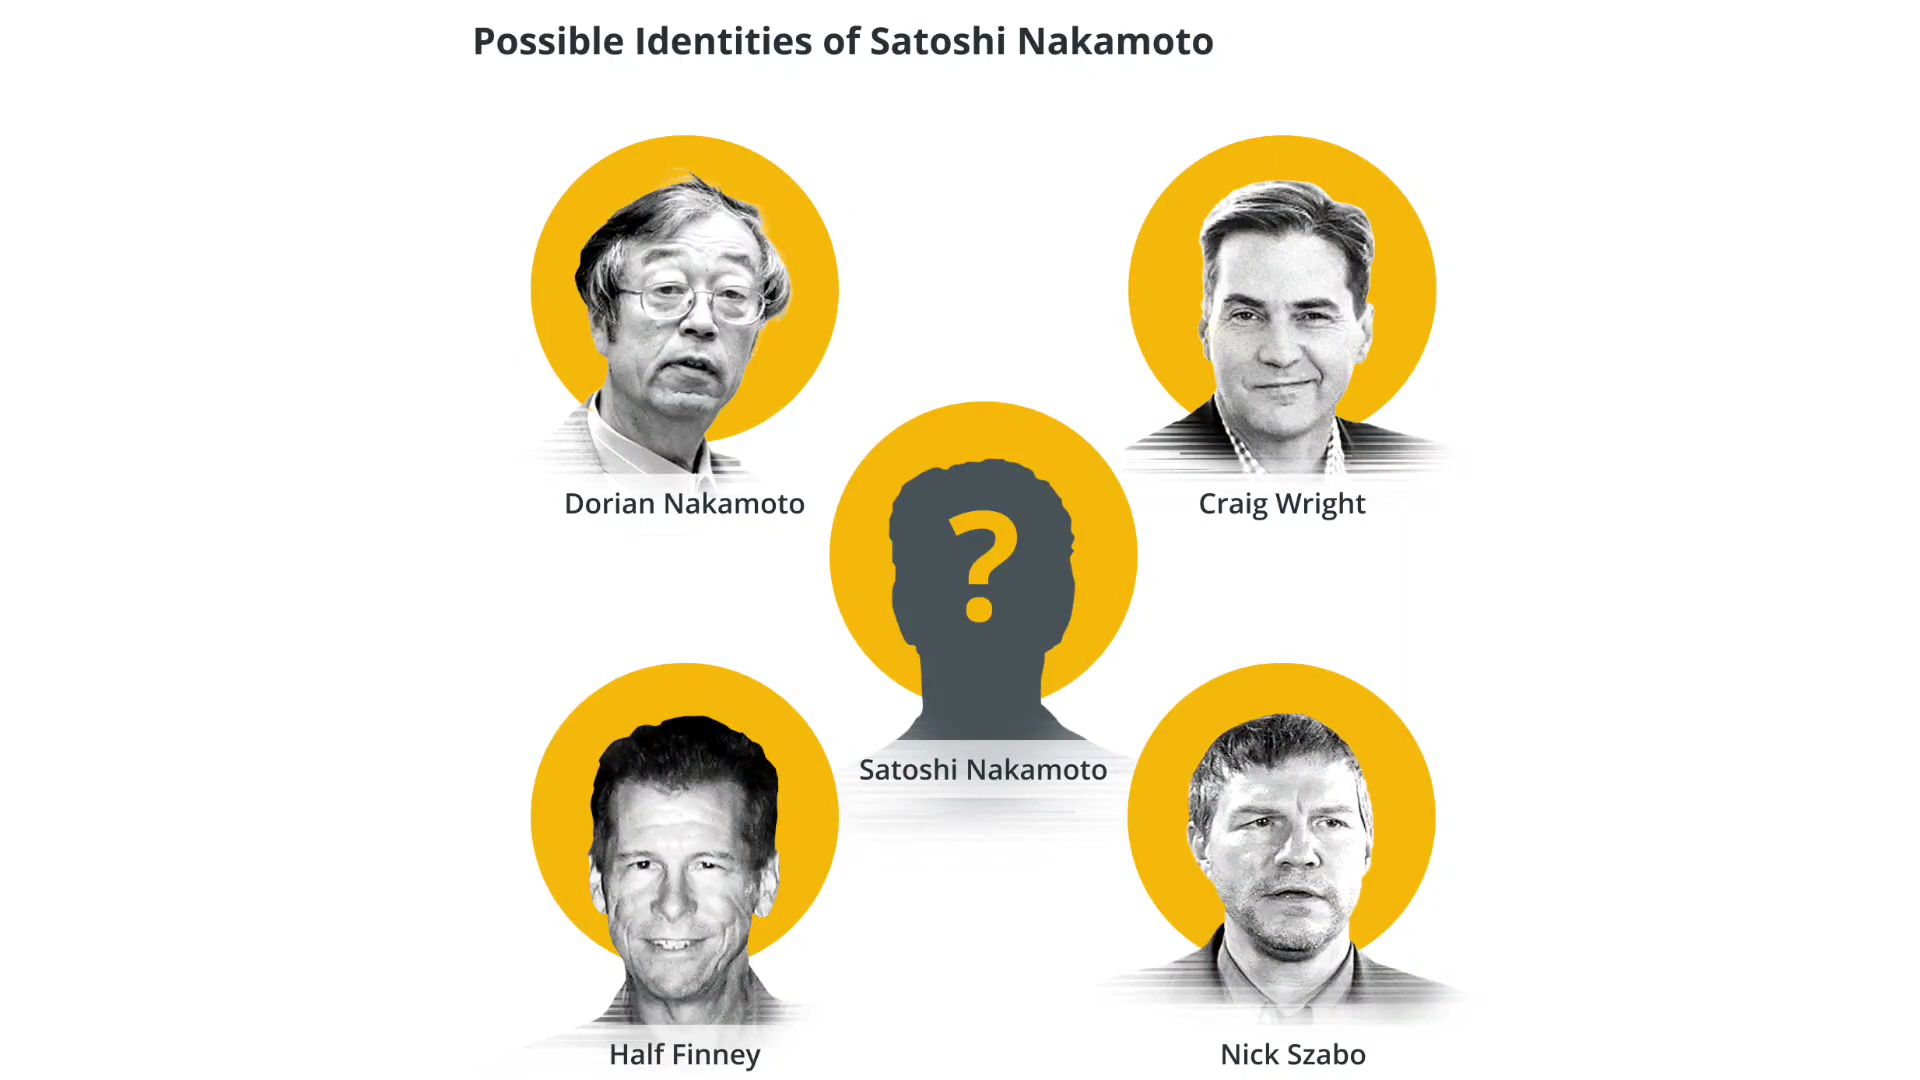 Possible Identities of Satoshi Nakamoto
Dorian Nakamoto
Craig Wright
?
Satoshi Nakamoto
Half Finney
Nick Szabo